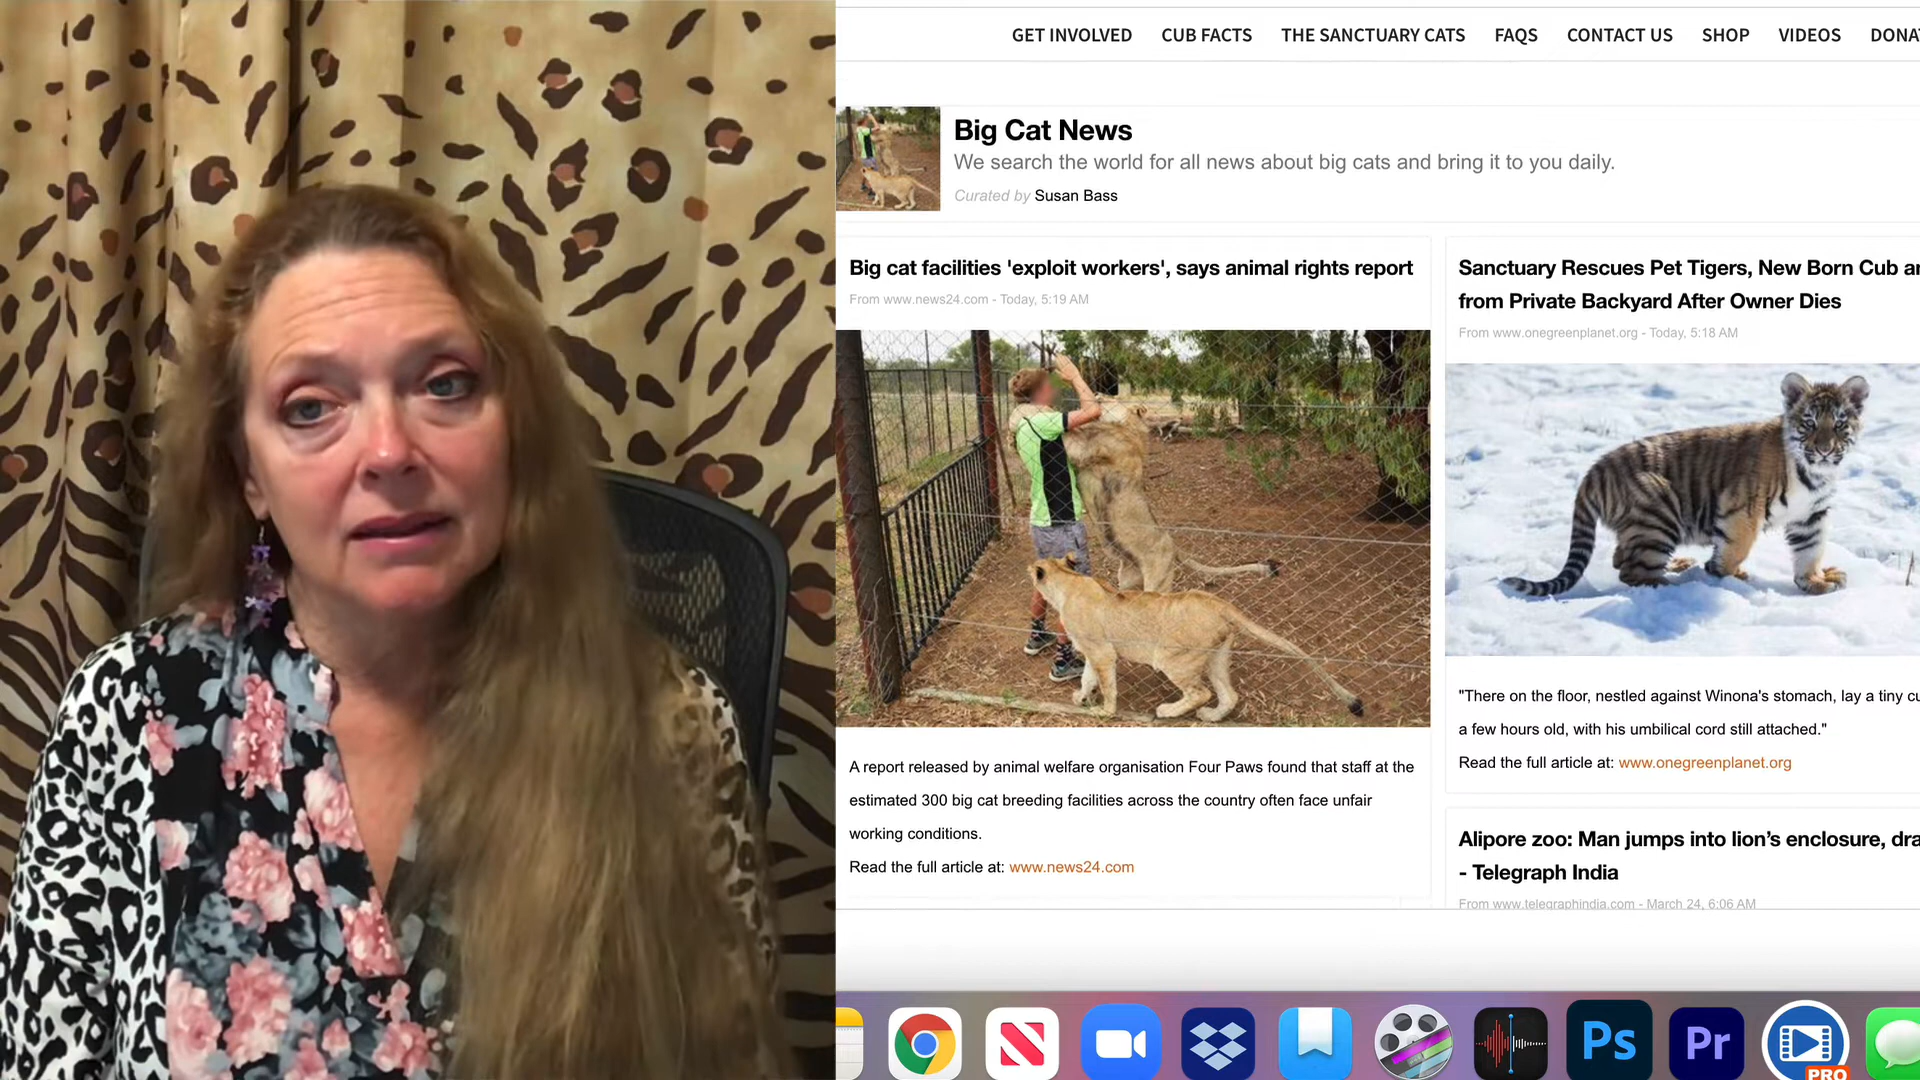 GET INVOLVED CUB FACTS THE SANCTUARY CATS FAQS CONTACT US SHOP VIDEOS
Big Cat News
We search the world for all news about big cats and bring it to you daily.
Curated by Susan Bass
Big cat facilities 'exploit workers', says animal rights report
From www.news24.com - Today, 5:19 AM
A report released by animal welfare organisation Four Paws found that staff at the
estimated 300 big cat breeding facilities across the country often face unfair
working conditions.
Read the full article at: www.news24.com
Sanctuary Rescues Pet Tigers, New Born Cub
from Private Backyard After Owner Dies
From www.onegreenplanet.org - Today, 5:18 AM
"There on the floor, nestled against Winona's stomach, lay a tiny
a few hours old, with his umbilical cord still attached."
Read the full article at: www.onegreenplanet.org
Alipore zoo: Man jumps into lion's enclosure,
- Telegraph India
From www.telegraphindia.com - March 24, 6:06 AM
Ps Pr
PRO